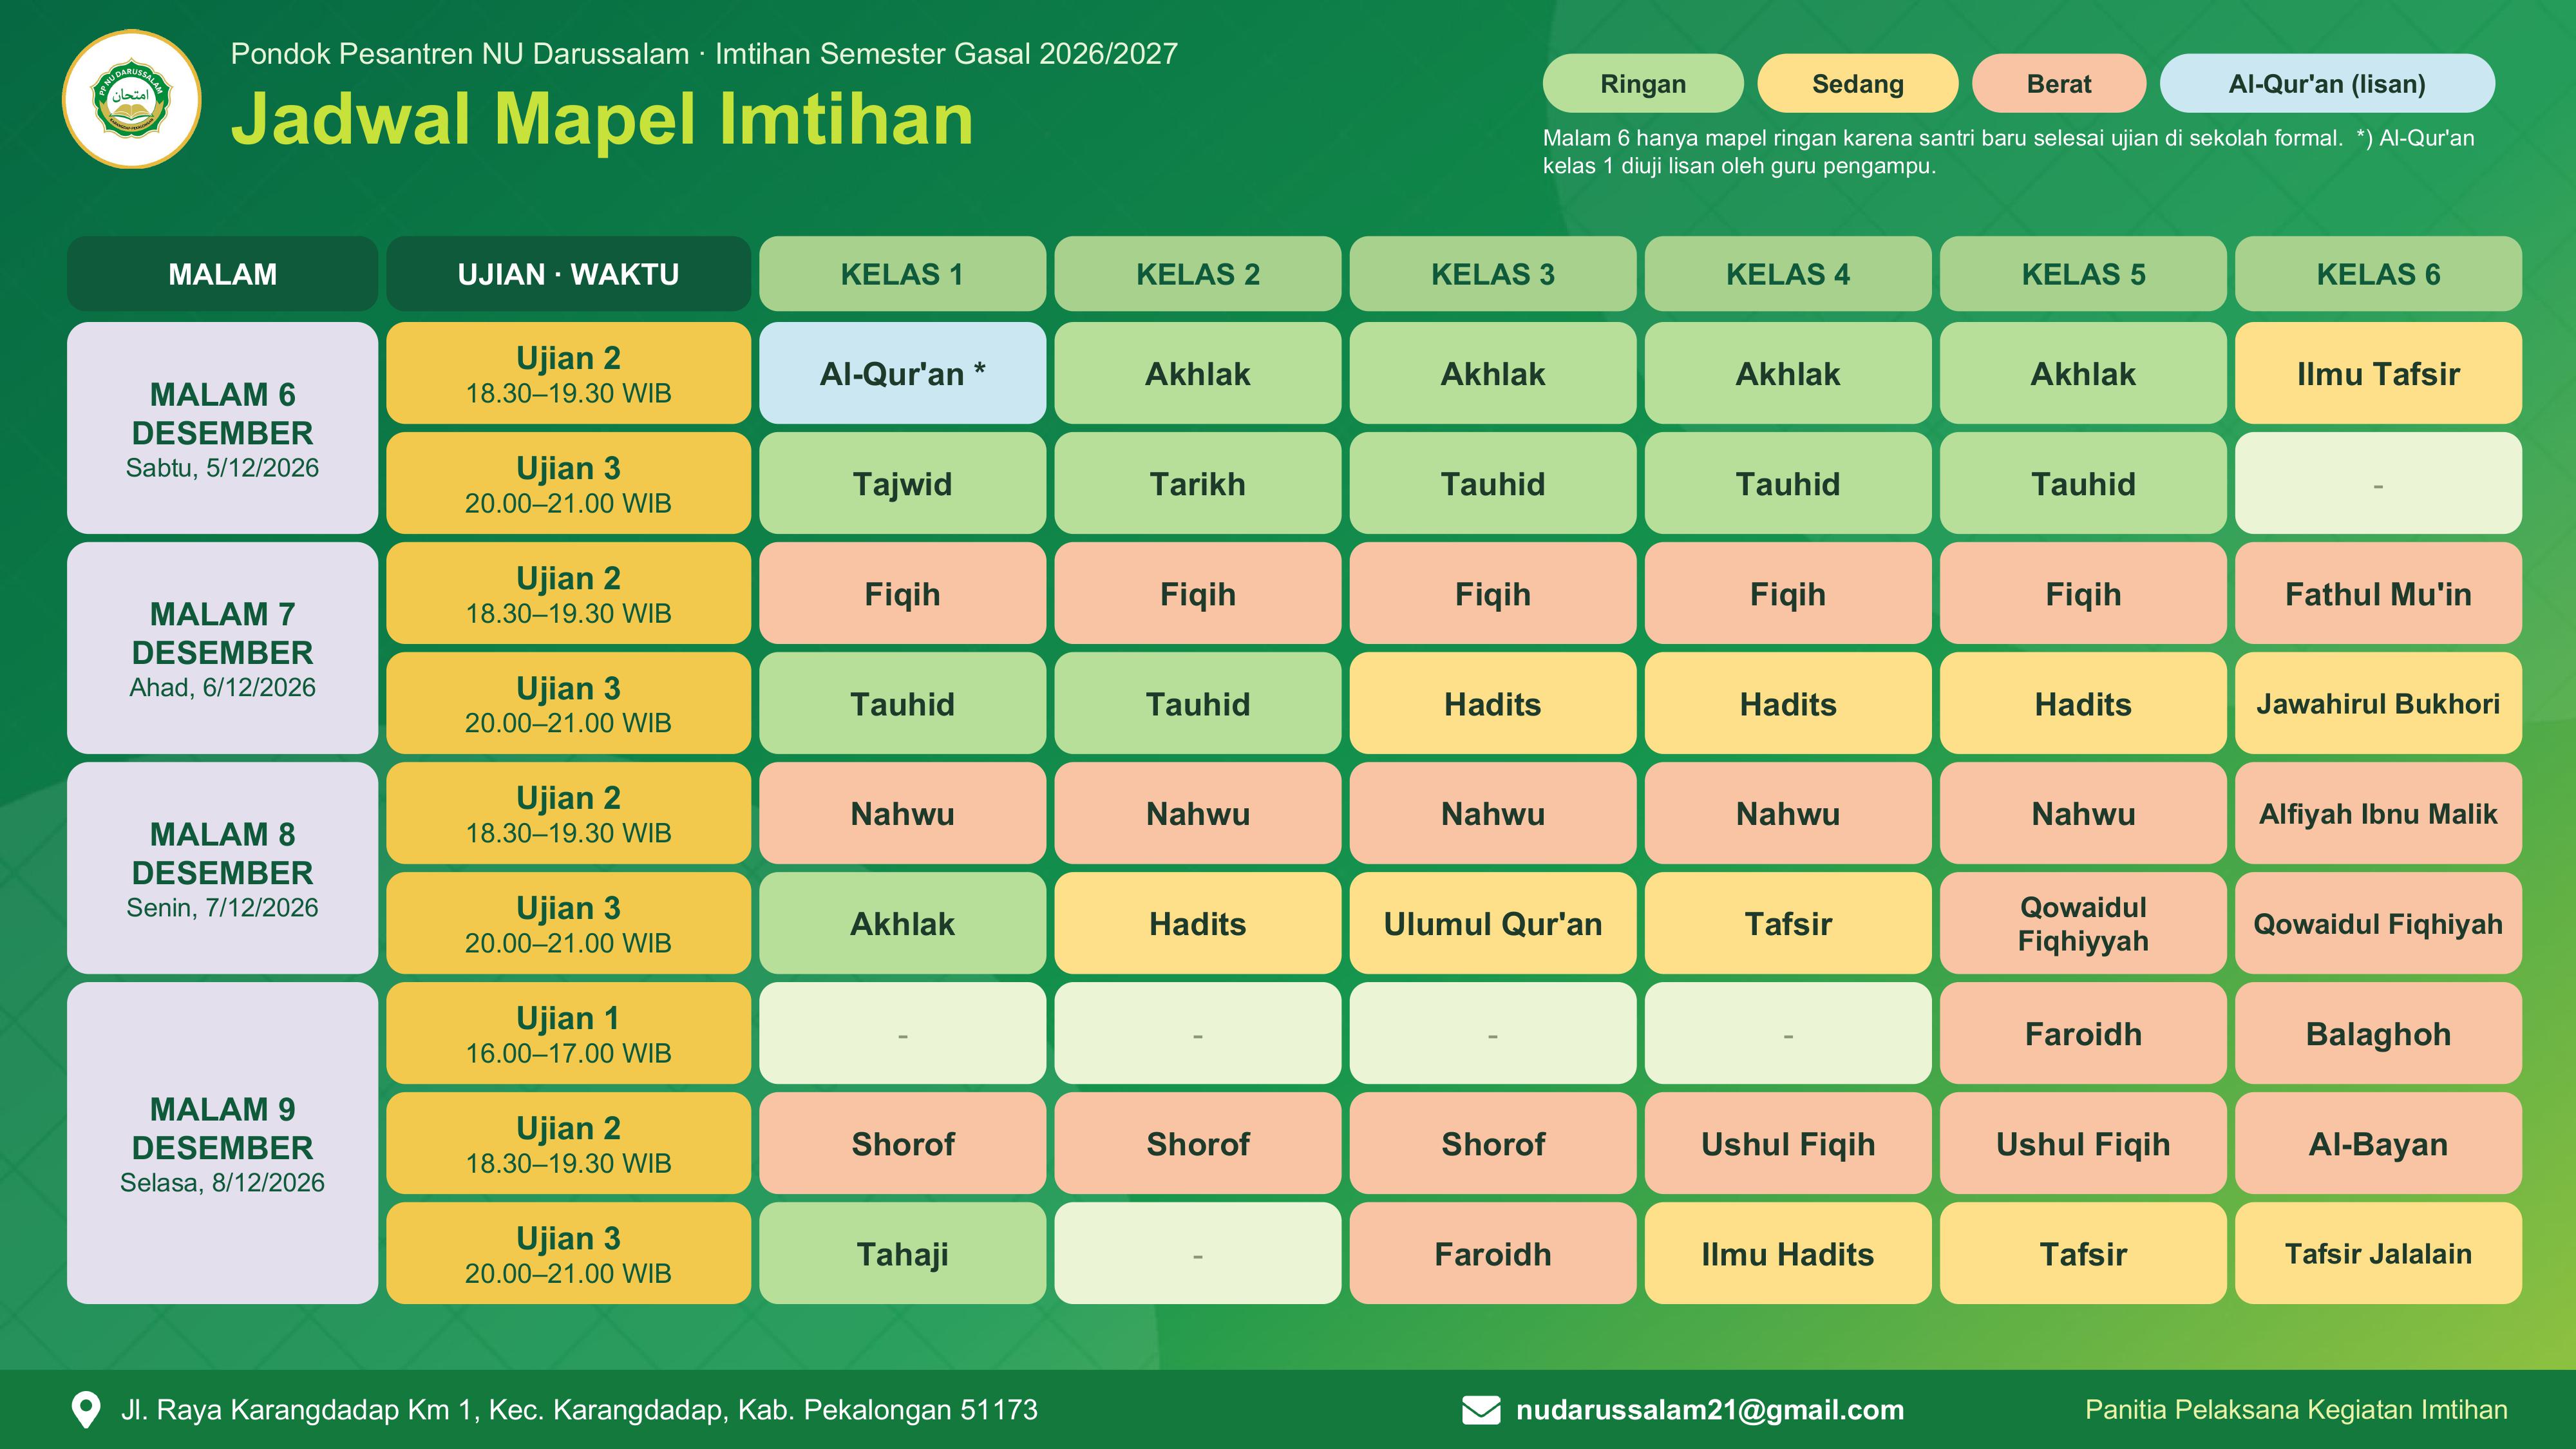 PP NU DARUSSALAM
امتحان
Pondok Pesantren NU Darussalam · Imtihan Semester Gasal 2026/2027
Jadwal Mapel Imtihan
Ringan Sedang Berat Al-Qur'an (lisan)
Malam 6 hanya mapel ringan karena santri baru selesai ujian di sekolah formal. *) Al-Qur'an
kelas 1 diuji lisan oleh guru pengampu.
MALAM UJIAN · WAKTU KELAS 1 KELAS 2 KELAS 3 KELAS 4 KELAS 5 KELAS 6
MALAM 6
DESEMBER
Sabtu, 5/12/2026
Ujian 2
18.30–19.30 WIB
Al-Qur'an * Akhlak Akhlak Akhlak Akhlak Ilmu Tafsir
Ujian 3
20.00–21.00 WIB
Tajwid Tarikh Tauhid Tauhid Tauhid -
MALAM 7
DESEMBER
Ahad, 6/12/2026
Ujian 2
18.30–19.30 WIB
Fiqih Fiqih Fiqih Fiqih Fiqih Fathul Mu'in
Ujian 3
20.00–21.00 WIB
Tauhid Tauhid Hadits Hadits Hadits Jawahirul Bukhori
MALAM 8
DESEMBER
Senin, 7/12/2026
Ujian 2
18.30–19.30 WIB
Nahwu Nahwu Nahwu Nahwu Nahwu Alfiyah Ibnu Malik
Ujian 3
20.00–21.00 WIB
Akhlak Hadits Ulumul Qur'an Tafsir
Qowaidul
Fiqhiyyah
Qowaidul Fiqhiyah
MALAM 9
DESEMBER
Selasa, 8/12/2026
Ujian 1
16.00–17.00 WIB
- - - - Faroidh Balaghoh
Ujian 2
18.30–19.30 WIB
Shorof Shorof Shorof Ushul Fiqih Ushul Fiqih Al-Bayan
Ujian 3
20.00–21.00 WIB
Tahaji - Faroidh Ilmu Hadits Tafsir Tafsir Jalalain
Jl. Raya Karangdadap Km 1, Kec. Karangdadap, Kab. Pekalongan 51173
nudarussalam21@gmail.com
Panitia Pelaksana Kegiatan Imtihan